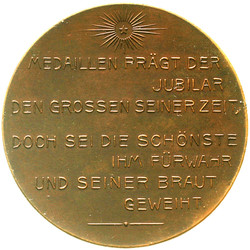 MEDAILLEN PRÄGT DER
JUBILAR
DEN GROSSEN SEINER ZEIT;
DOCH SEI DIE SCHÖNSTE
IHM FÜRWAHR
UND SEINER BRAUT
GEWEIHT.